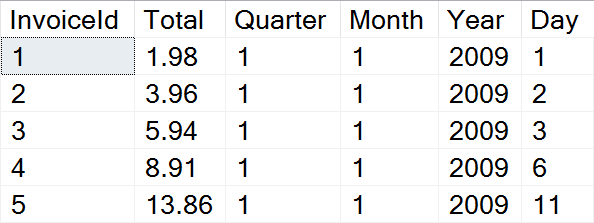 InvoiceId Total Quarter Month Year Day
1 1.98 1 1 2009 1
2 3.96 1 1 2009 2
3 5.94 1 1 2009 3
4 8.91 1 1 2009 6
5 13.86 1 1 2009 11